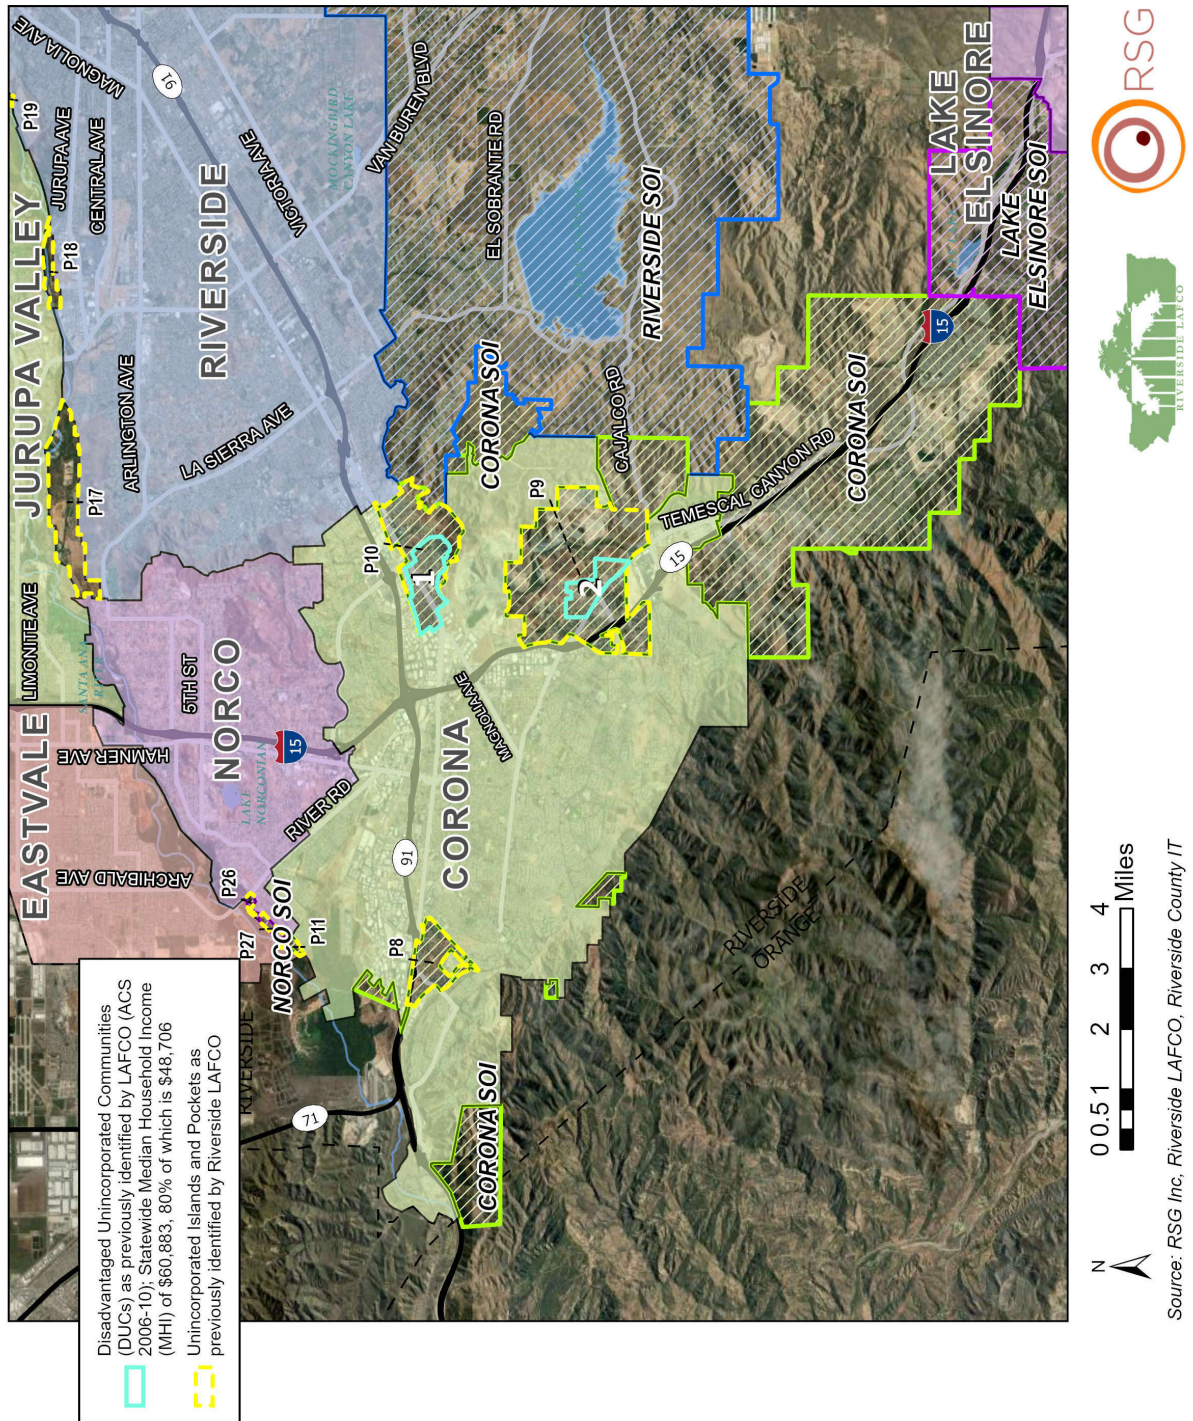 Disadvantaged Unincorporated Communities
(DUCs) as previously identified by LAFCO (ACS
2006-10); Statewide Median Household Income
(MHI) of $60,883, 80% of which is $48,706
Unincorporated Islands and Pockets as
previously identified by Riverside LAFCO
EASTVALE
JURUPA VALLEY
NORCO
RIVERSIDE
CORONA
LAKE
ELSINORE
LIMONITE AVE
HAMNER AVE
ARCHIBALD AVE
5TH ST
RIVER RD
SANTA ANA
RIVER
LAKE
NORCONIAN
15
P26
P27
P11
NORCO SOI
P17
P18
P19
JURUPA AVE
CENTRAL AVE
MAGNOLIA AVE
91
ARLINGTON AVE
LA SIERRA AVE
VICTORIA AVE
MOCKINGBIRD
CANYON LAKE
VAN BUREN BLVD
EL SOBRANTE RD
RIVERSIDE SOI
CAJALCO RD
CORONA SOI
P10
1
P9
2
TEMESCAL CANYON RD
15
MAGNOLIA AVE
91
P8
71
RIVERSIDE
CORONA SOI
CORONA SOI
15
LAKE
ELSINORE SOI
RIVERSIDE
ORANGE
N
0 0.5 1 2 3 4
Miles
Source: RSG Inc, Riverside LAFCO, Riverside County IT
RIVERSIDE LAFCO
RSG